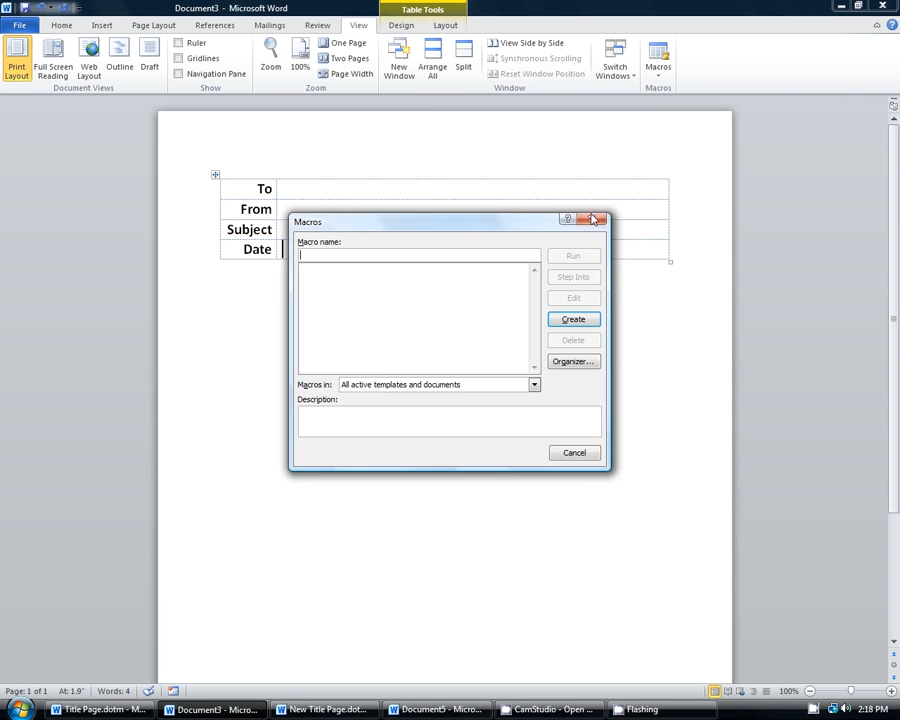 Document3 - Microsoft Word
Table Tools
File Home Insert Page Layout References Mailings Review View Design Layout
Print Layout
Full Screen Reading
Web Layout
Outline
Draft
Document Views
Ruler
Gridlines
Navigation Pane
Show
Zoom
100%
One Page
Two Pages
Page Width
Zoom
New Window
Arrange All
Split
View Side by Side
Synchronous Scrolling
Reset Window Position
Window
Switch Windows
Macros
Macros
To
From
Subject
Date
Macros
Macro name:
Run
Step Into
Edit
Create
Delete
Organizer...
Macros in: All active templates and documents
Description:
Cancel
Page: 1 of 1 At: 1.9" Words: 4 100%
Title Page.dotm - M... Document3 - Micro... New Title Page.dot... Document5 - Micro... CamStudio - Open ... Flashing 2:18 PM